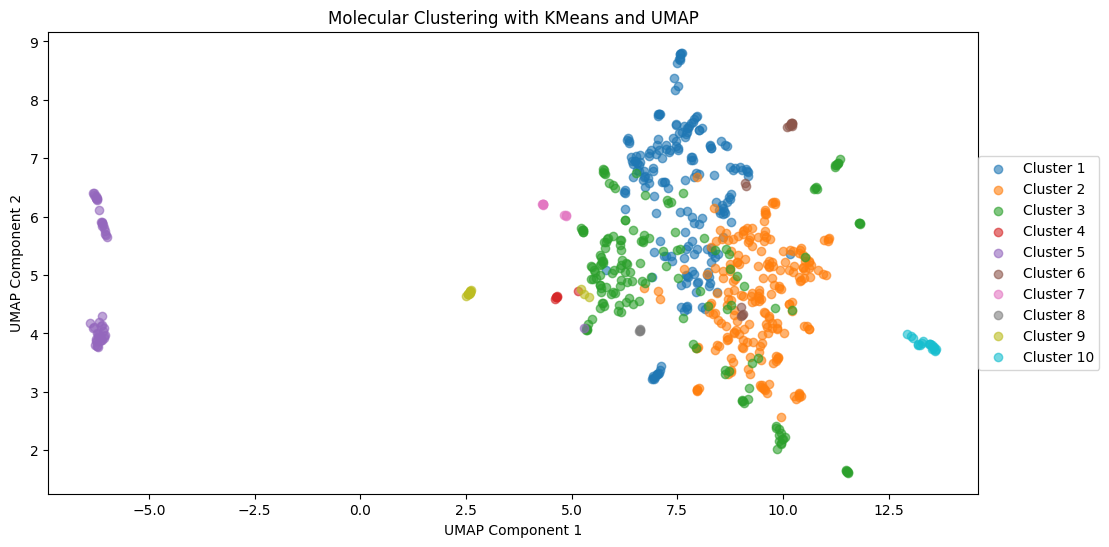 Molecular Clustering with KMeans and UMAP
9
8
7
6
5
4
3
2
UMAP Component 2
−5.0 −2.5 0.0 2.5 5.0 7.5 10.0 12.5
UMAP Component 1
Cluster 1
Cluster 2
Cluster 3
Cluster 4
Cluster 5
Cluster 6
Cluster 7
Cluster 8
Cluster 9
Cluster 10